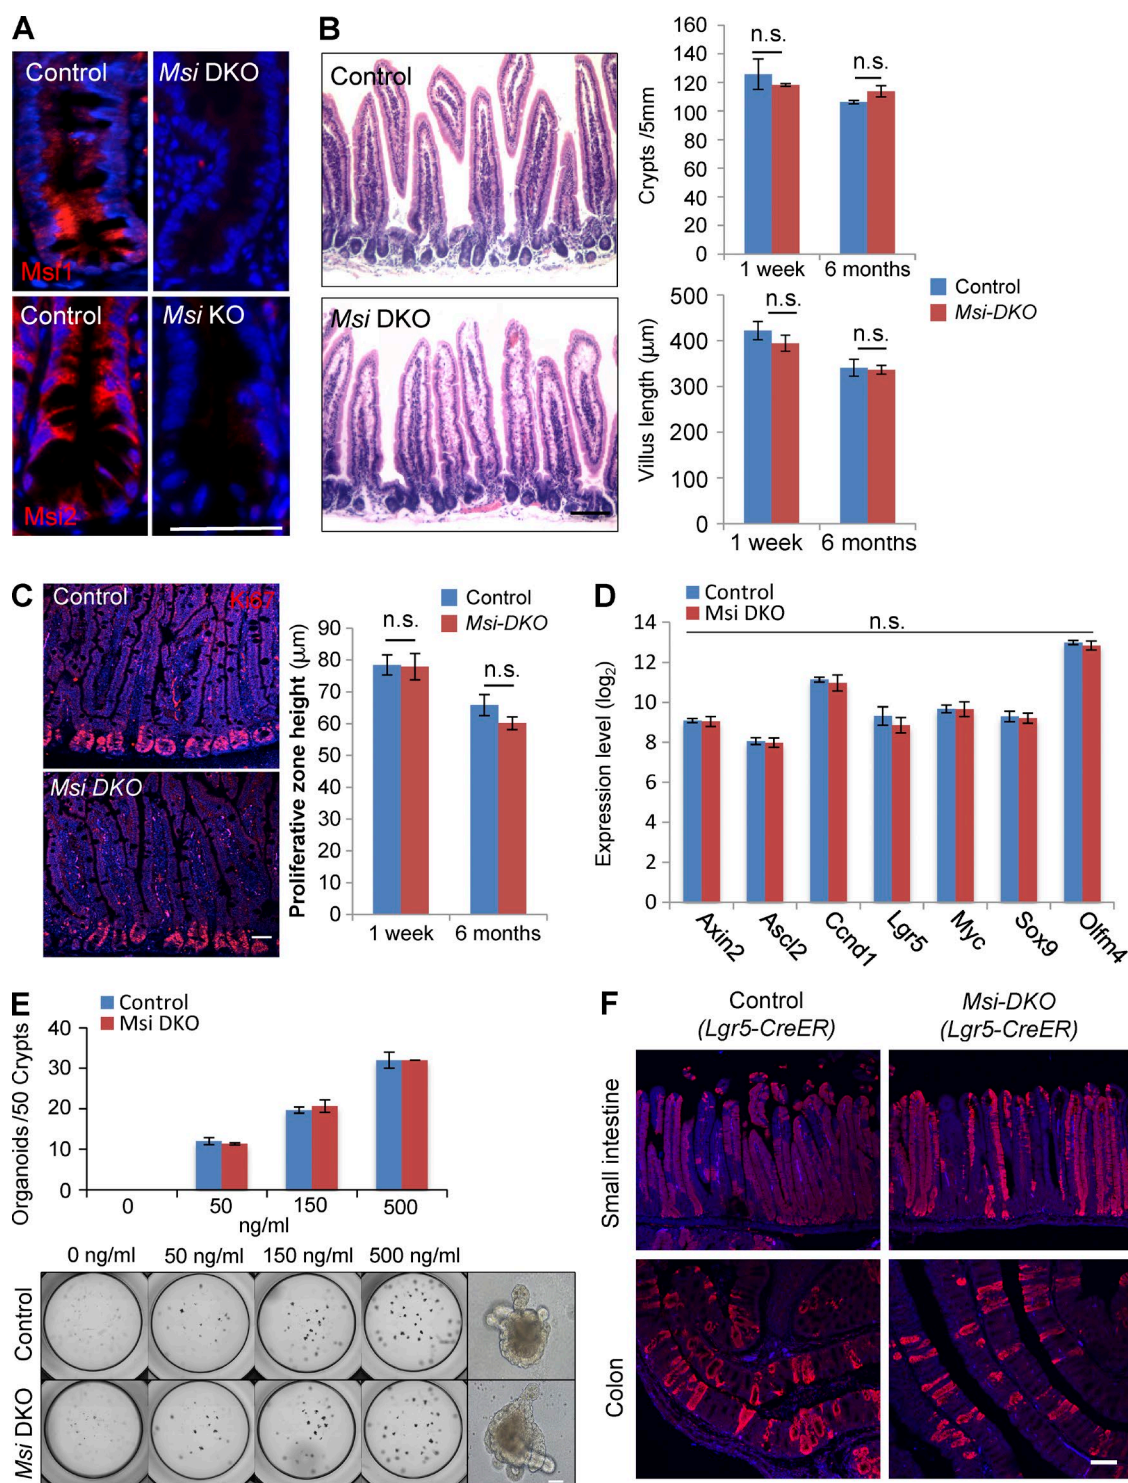 A
Control
Msi DKO
Msi1
Control
Msi KO
Msi2
B
Control
Msi DKO
160
140
120
100
80
60
40
20
0
Crypts /5mm
n.s.
n.s.
1 week
6 months
Control
Msi-DKO
500
400
300
200
100
0
Villus length (μm)
n.s.
n.s.
1 week
6 months
C
Control
Ki67
Msi DKO
Control
Msi-DKO
90
80
70
60
50
40
30
20
10
0
Proliferative zone height (μm)
n.s.
n.s.
1 week
6 months
D
Control
Msi DKO
n.s.
14
12
10
8
6
4
2
0
Expression level (log2)
Axin2
Ascl2
Ccnd1
Lgr5
Myc
Sox9
Olfm4
E
Control
Msi DKO
40
30
20
10
0
Organoids /50 Crypts
0
50
150
500
ng/ml
0 ng/ml
50 ng/ml
150 ng/ml
500 ng/ml
Control
Msi DKO
F
Control
(Lgr5-CreER)
Msi-DKO
(Lgr5-CreER)
Small intestine
Colon